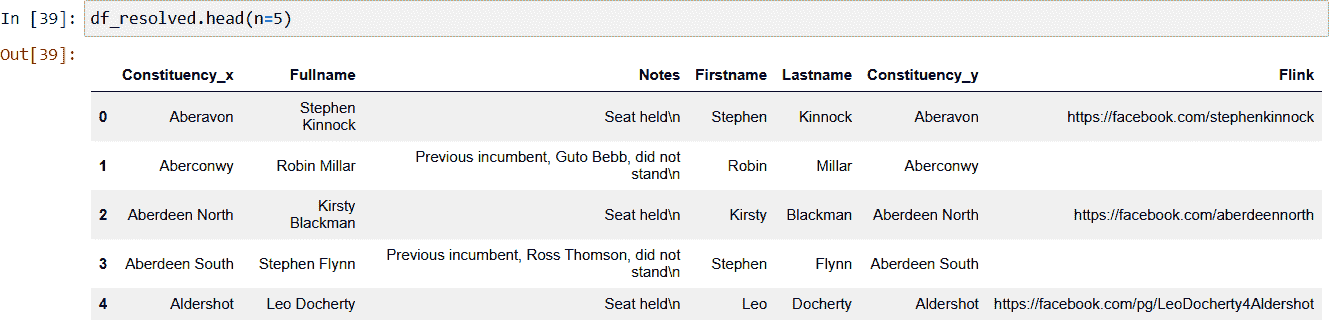 In [39]: df_resolved.head(n=5)
Out[39]:
Constituency_x Fullname Notes Firstname Lastname Constituency_y Flink
0 Aberavon Stephen Kinnock Seat held\n Stephen Kinnock Aberavon https://facebook.com/stephenkinnock
1 Aberconwy Robin Millar Previous incumbent, Guto Bebb, did not stand\n Robin Millar Aberconwy
2 Aberdeen North Kirsty Blackman Seat held\n Kirsty Blackman Aberdeen North https://facebook.com/aberdeennorth
3 Aberdeen South Stephen Flynn Previous incumbent, Ross Thomson, did not stand\n Stephen Flynn Aberdeen South
4 Aldershot Leo Docherty Seat held\n Leo Docherty Aldershot https://facebook.com/pg/LeoDocherty4Aldershot